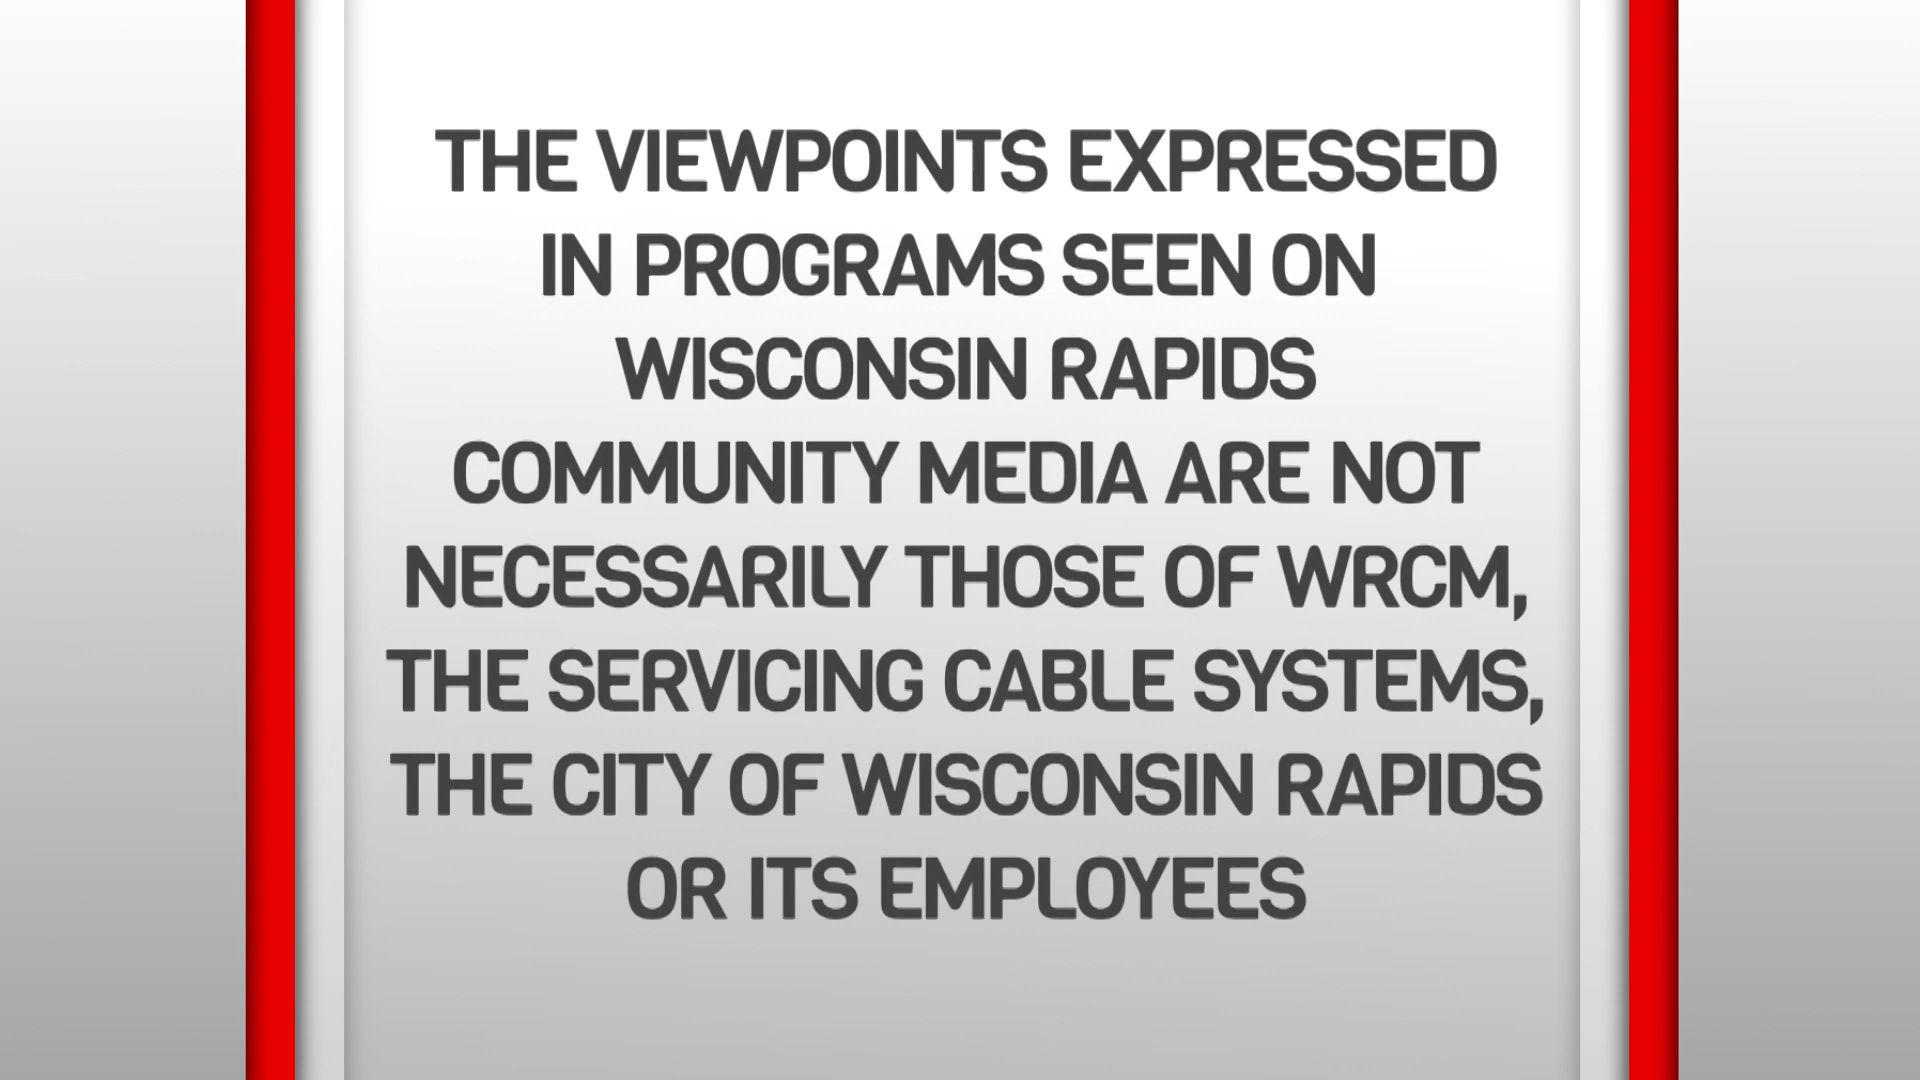 THE VIEWPOINTS EXPRESSED
IN PROGRAMS SEEN ON
WISCONSIN RAPIDS
COMMUNITY MEDIA ARE NOT
NECESSARILY THOSE OF WRCM,
THE SERVICING CABLE SYSTEMS,
THE CITY OF WISCONSIN RAPIDS
OR ITS EMPLOYEES